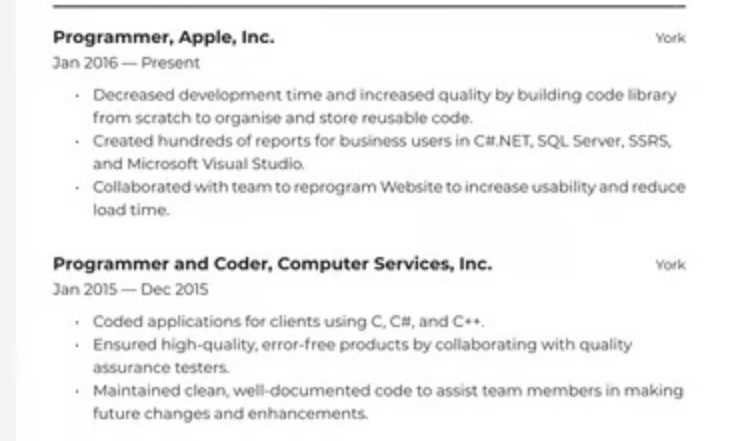 Programmer, Apple, Inc. York
Jan 2016 — Present
· Decreased development time and increased quality by building code library
from scratch to organise and store reusable code.
· Created hundreds of reports for business users in C#.NET, SQL Server, SSRS,
and Microsoft Visual Studio.
· Collaborated with team to reprogram Website to increase usability and reduce
load time.
Programmer and Coder, Computer Services, Inc. York
Jan 2015 — Dec 2015
· Coded applications for clients using C, C#, and C++.
· Ensured high-quality, error-free products by collaborating with quality
assurance testers.
· Maintained clean, well-documented code to assist team members in making
future changes and enhancements.